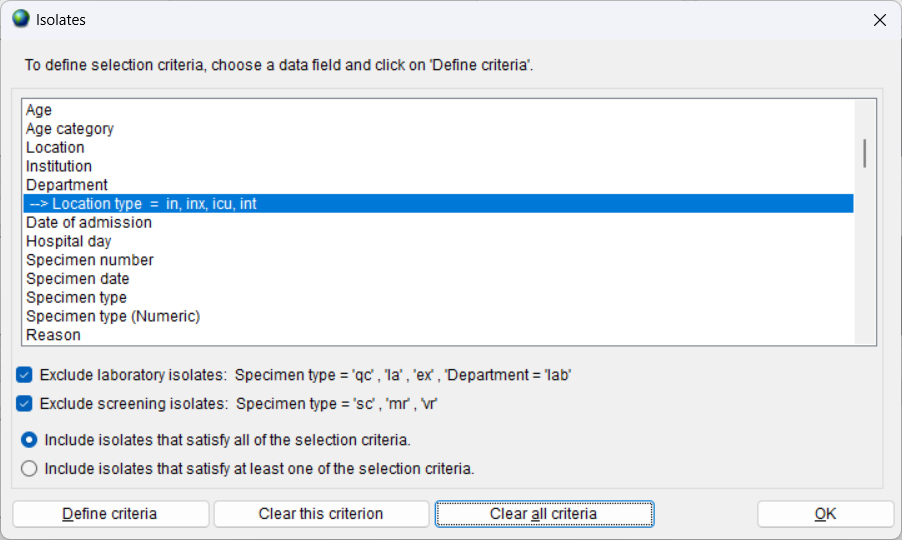 Isolates
To define selection criteria, choose a data field and click on 'Define criteria'.
Age
Age category
Location
Institution
Department
--> Location type = in, inx, icu, int
Date of admission
Hospital day
Specimen number
Specimen date
Specimen type
Specimen type (Numeric)
Reason
Exclude laboratory isolates: Specimen type = 'qc' , 'la' , 'ex' , 'Department = 'lab'
Exclude screening isolates: Specimen type = 'sc' , 'mr' , 'vr'
Include isolates that satisfy all of the selection criteria.
Include isolates that satisfy at least one of the selection criteria.
Define criteria
Clear this criterion
Clear all criteria
OK